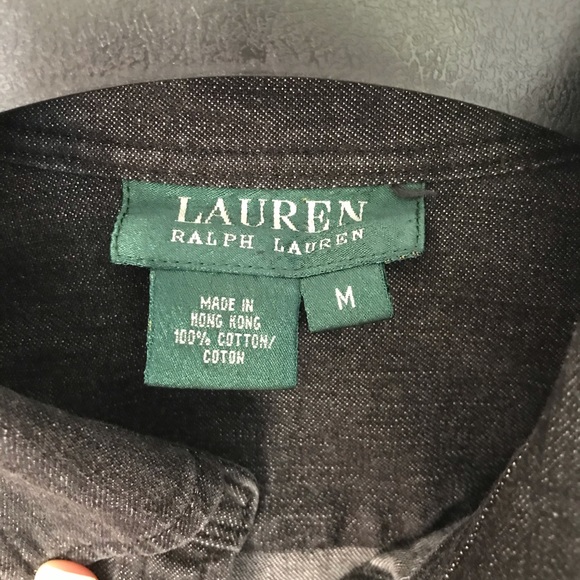 LAUREN
RALPH LAUREN
M
MADE IN
HONG KONG
100% COTTON/
COTON